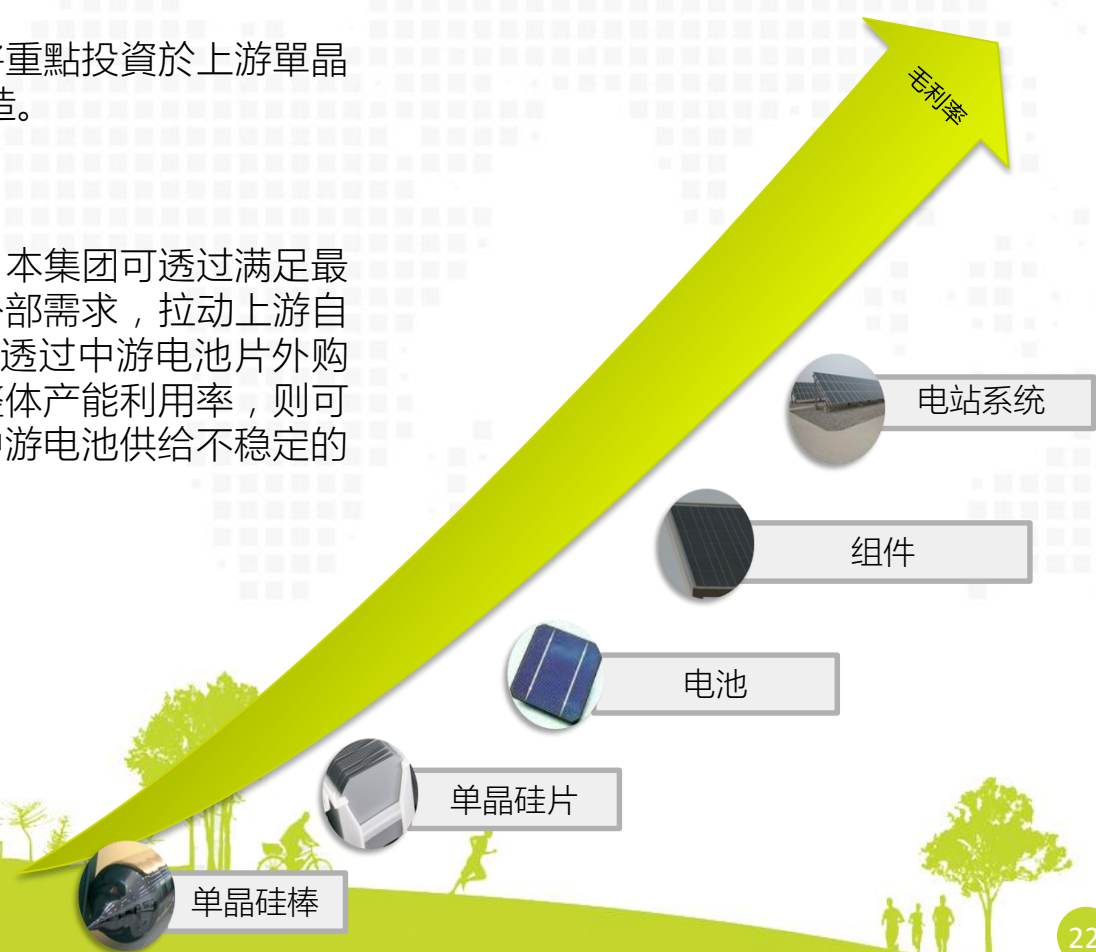 重點投資於上游單晶
造。
本集团可透过满足最
部需求，拉动上游自
透过中游电池片外购
整体产能利用率，则可
中游电池供给不稳定的
毛利率
电站系统
组件
电池
单晶硅片
单晶硅棒
22